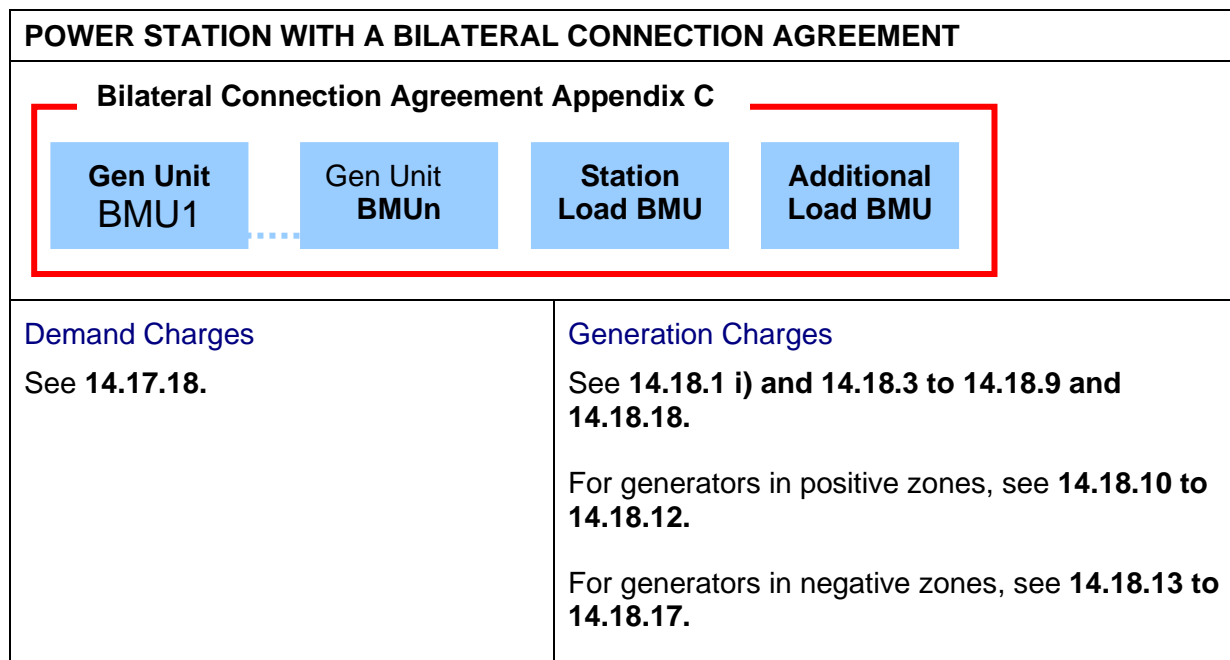 POWER STATION WITH A BILATERAL CONNECTION AGREEMENT
Bilateral Connection Agreement Appendix C
Gen Unit
BMU1
Gen Unit
BMUn
Station
Load BMU
Additional
Load BMU
Demand Charges
See 14.17.18.
Generation Charges
See 14.18.1 i) and 14.18.3 to 14.18.9 and
14.18.18.
For generators in positive zones, see 14.18.10 to
14.18.12.
For generators in negative zones, see 14.18.13 to
14.18.17.